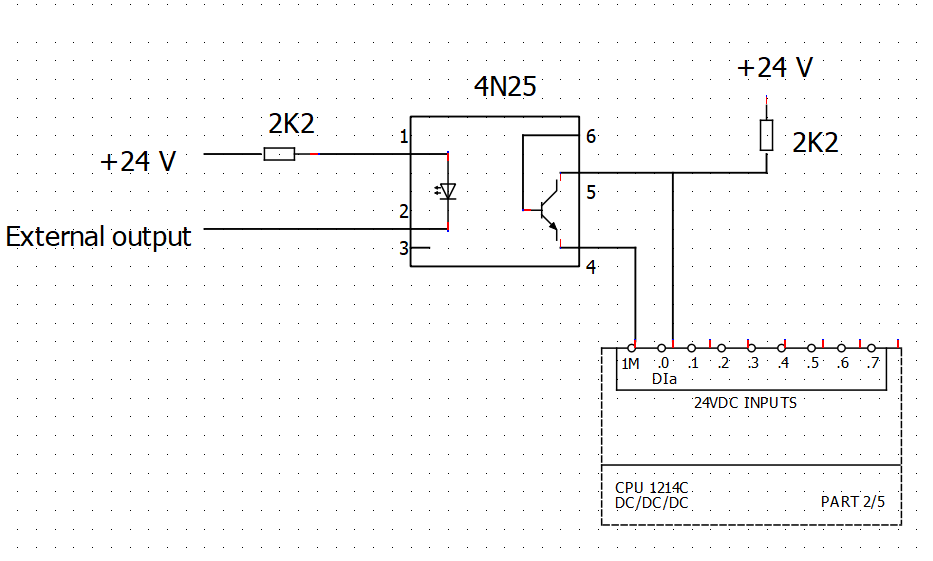 +24 V
4N25
2K2
1
6
2K2
+24 V
5
2
External output
3
4
1M .0 .1 .2 .3 .4 .5 .6 .7
DIa
24VDC INPUTS
CPU 1214C
DC/DC/DC
PART 2/5